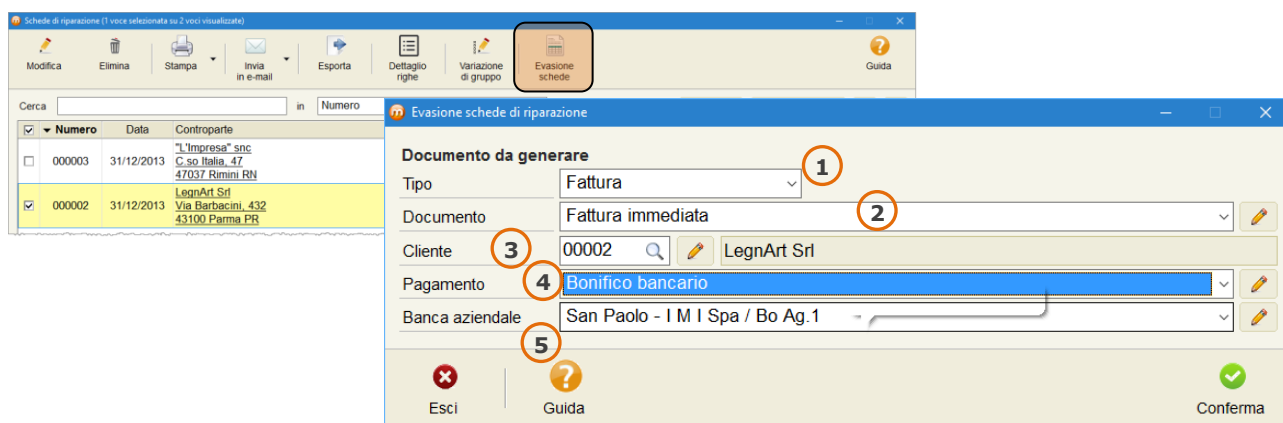 Schede di riparazione (1 voce selezionata su 2 voci visualizzate)
Modifica
Elimina
Stampa
Invia
in e-mail
Esporta
Dettaglio
righe
Variazione
di gruppo
Evasione
schede
Guida
Cerca in Numero
Numero Data Controparte
"L'Impresa" snc
000003 31/12/2013 C.so Italia, 47
47037 Rimini RN
LegnArt Srl
000002 31/12/2013 Via Barbacini, 432
43100 Parma PR
Evasione schede di riparazione
Documento da generare
1
Tipo Fattura
Documento Fattura immediata 2
Cliente 3 00002 LegnArt Srl
Pagamento 4 Bonifico bancario
Banca aziendale San Paolo - I M I Spa / Bo Ag.1
5
Esci
Guida
Conferma